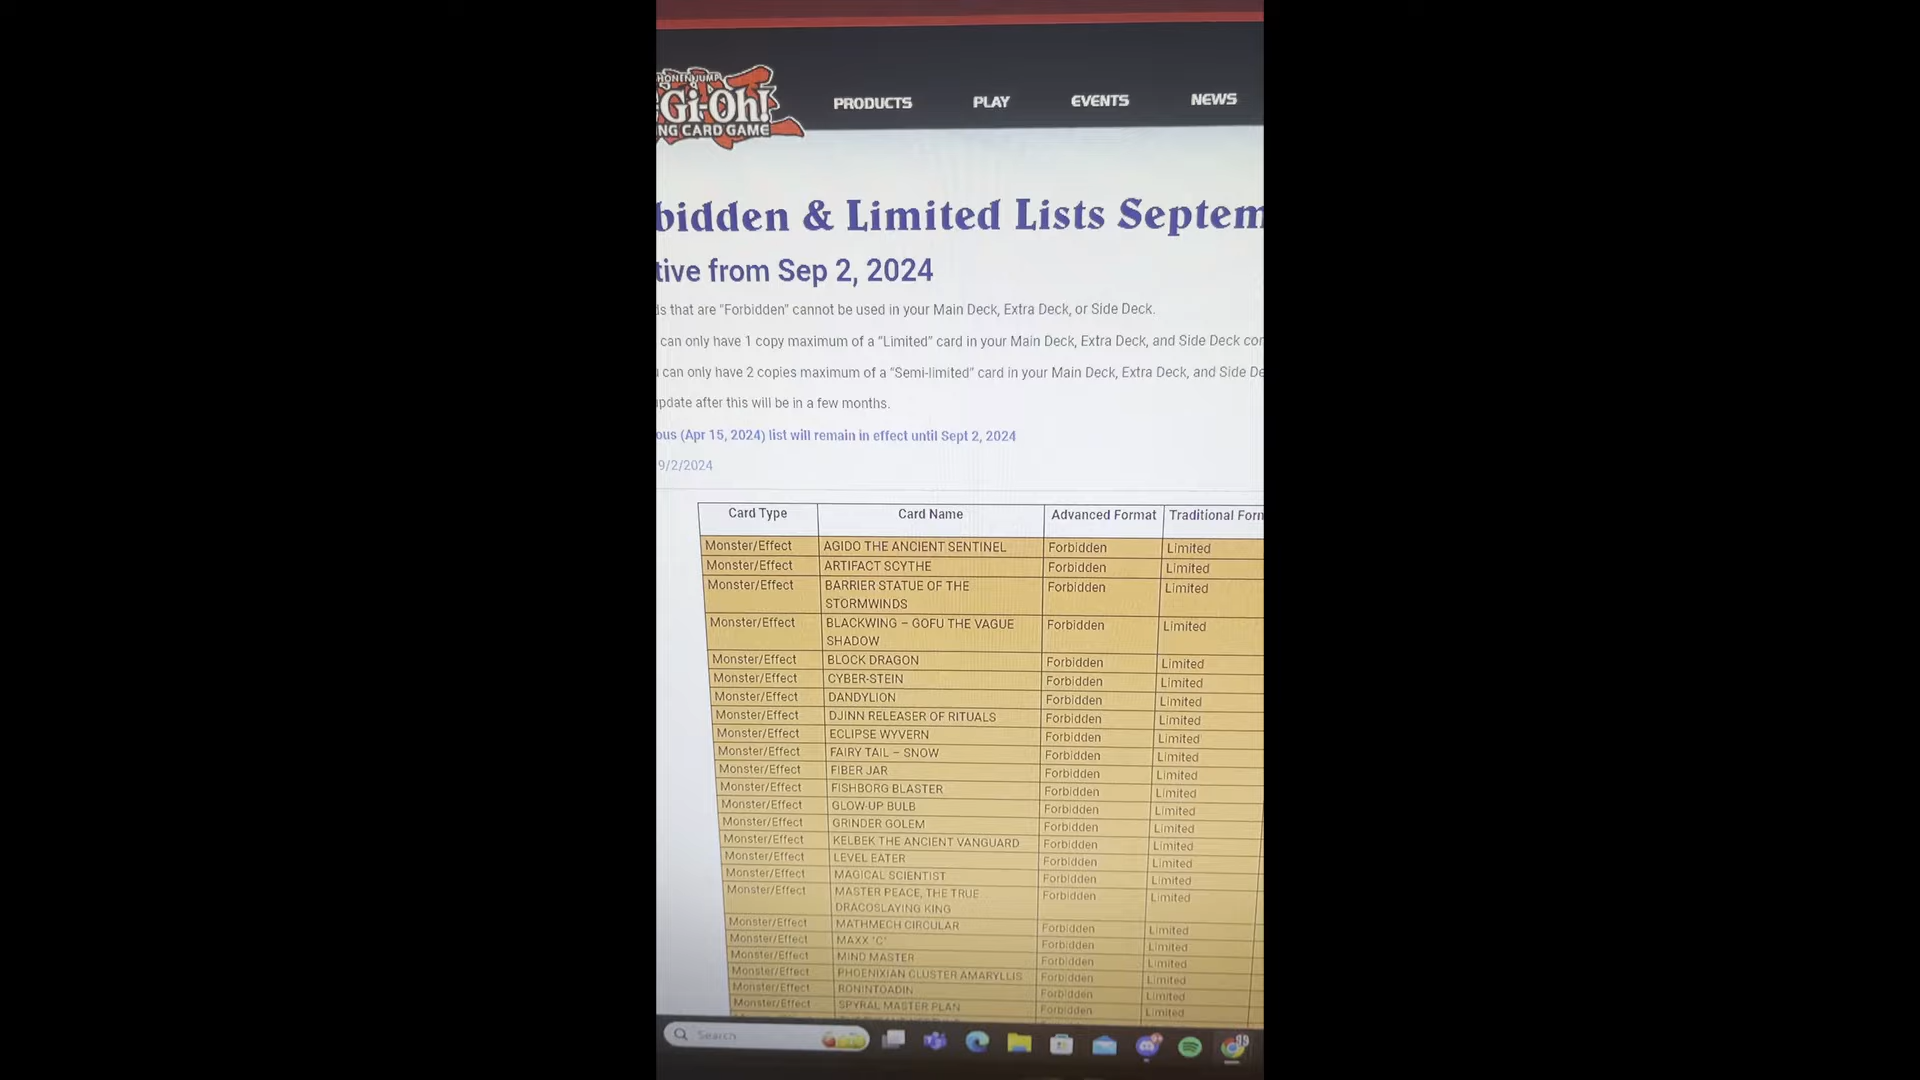 HONEN JUMP
Gi-Oh!
NG CARD GAME
PRODUCTS PLAY EVENTS NEWS
bidden & Limited Lists Septem
tive from Sep 2, 2024
ds that are “Forbidden” cannot be used in your Main Deck, Extra Deck, or Side Deck.
can only have 1 copy maximum of a “Limited” card in your Main Deck, Extra Deck, and Side Deck con
u can only have 2 copies maximum of a “Semi-limited” card in your Main Deck, Extra Deck, and Side De
update after this will be in a few months.
ous (Apr 15, 2024) list will remain in effect until Sept 2, 2024
9/2/2024
Card Type Card Name Advanced Format Traditional Form
Monster/Effect AGIDO THE ANCIENT SENTINEL Forbidden Limited
Monster/Effect ARTIFACT SCYTHE Forbidden Limited
Monster/Effect BARRIER STATUE OF THE Forbidden Limited
STORMWINDS
Monster/Effect BLACKWING – GOFU THE VAGUE Forbidden Limited
SHADOW
Monster/Effect BLOCK DRAGON Forbidden Limited
Monster/Effect CYBER-STEIN Forbidden Limited
Monster/Effect DANDYLION Forbidden Limited
Monster/Effect DJINN RELEASER OF RITUALS Forbidden Limited
Monster/Effect ECLIPSE WYVERN Forbidden Limited
Monster/Effect FAIRY TAIL – SNOW Forbidden Limited
Monster/Effect FIBER JAR Forbidden Limited
Monster/Effect FISHBORG BLASTER Forbidden Limited
Monster/Effect GLOW-UP BULB Forbidden Limited
Monster/Effect GRINDER GOLEM Forbidden Limited
Monster/Effect KELBEK THE ANCIENT VANGUARD Forbidden Limited
Monster/Effect LEVEL EATER Forbidden Limited
Monster/Effect MAGICAL SCIENTIST Forbidden Limited
Monster/Effect MASTER PEACE, THE TRUE Forbidden Limited
DRACOSLAYING KING
Monster/Effect MATHMECH CIRCULAR Forbidden Limited
Monster/Effect MAXX "C" Forbidden Limited
Monster/Effect MIND MASTER Forbidden Limited
Monster/Effect PHOENIXIAN CLUSTER AMARYLLIS Forbidden Limited
Monster/Effect RONINTOADIN Forbidden Limited
Monster/Effect SPYRAL MASTER PLAN Forbidden Limited
Search